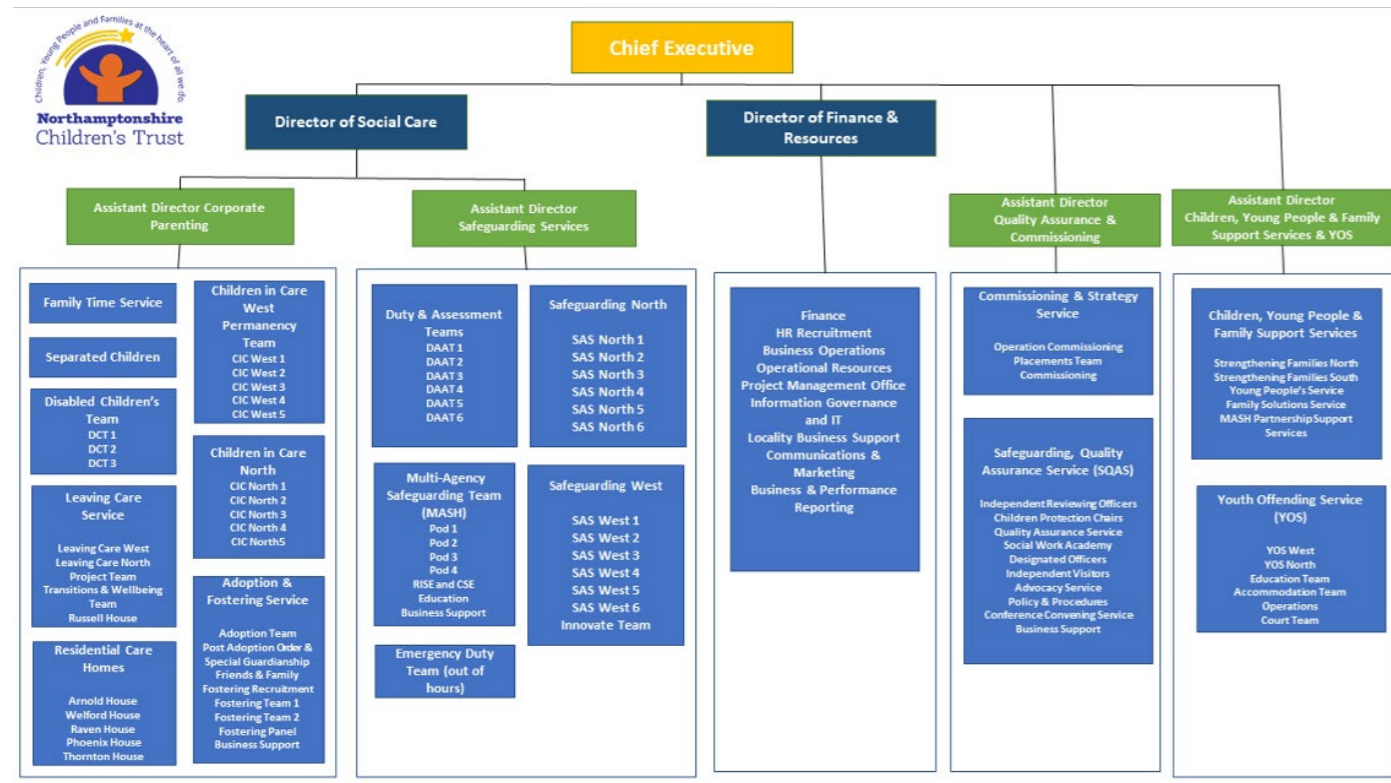 Children, Young People and Families at the heart of all we do.
Northamptonshire
Children's Trust
Chief Executive
Director of Social Care
Director of Finance &
Resources
Assistant Director Corporate
Parenting
Assistant Director
Safeguarding Services
Assistant Director
Quality Assurance &
Commissioning
Assistant Director
Children, Young People & Family
Support Services & YOS
Family Time Service
Separated Children
Disabled Children's
Team
DCT 1
DCT 2
DCT 3
Leaving Care
Service
Leaving Care West
Leaving Care North
Project Team
Transitions & Wellbeing
Team
Russell House
Residential Care
Homes
Arnold House
Welford House
Raven House
Phoenix House
Thornton House
Children in Care
West
Permanency
Team
CIC West 1
CIC West 2
CIC West 3
CIC West 4
CIC West 5
Children in Care
North
CIC North 1
CIC North 2
CIC North 3
CIC North 4
CIC North5
Adoption &
Fostering Service
Adoption Team
Post Adoption Order &
Special Guardianship
Friends & Family
Fostering Recruitment
Fostering Team 1
Fostering Team 2
Fostering Panel
Business Support
Duty & Assessment
Teams
DAAT 1
DAAT 2
DAAT 3
DAAT 4
DAAT 5
DAAT 6
Multi-Agency
Safeguarding Team
(MASH)
Pod 1
Pod 2
Pod 3
Pod 4
RISE and CSE
Education
Business Support
Emergency Duty
Team (out of
hours)
Safeguarding North
SAS North 1
SAS North 2
SAS North 3
SAS North 4
SAS North 5
SAS North 6
Safeguarding West
SAS West 1
SAS West 2
SAS West 3
SAS West 4
SAS West 5
SAS West 6
Innovate Team
Finance
HR Recruitment
Business Operations
Operational Resources
Project Management Office
Information Governance
and IT
Locality Business Support
Communications &
Marketing
Business & Performance
Reporting
Commissioning & Strategy
Service
Operation Commissioning
Placements Team
Commissioning
Safeguarding, Quality
Assurance Service (SQAS)
Independent Reviewing Officers
Children Protection Chairs
Quality Assurance Service
Social Work Academy
Designated Officers
Independent Visitors
Advocacy Service
Policy & Procedures
Conference Convening Service
Business Support
Children, Young People &
Family Support Services
Strengthening Families North
Strengthening Families South
Young People's Service
Family Solutions Service
MASH Partnership Support
Services
Youth Offending Service
(YOS)
YOS West
YOS North
Education Team
Accommodation Team
Operations
Court Team